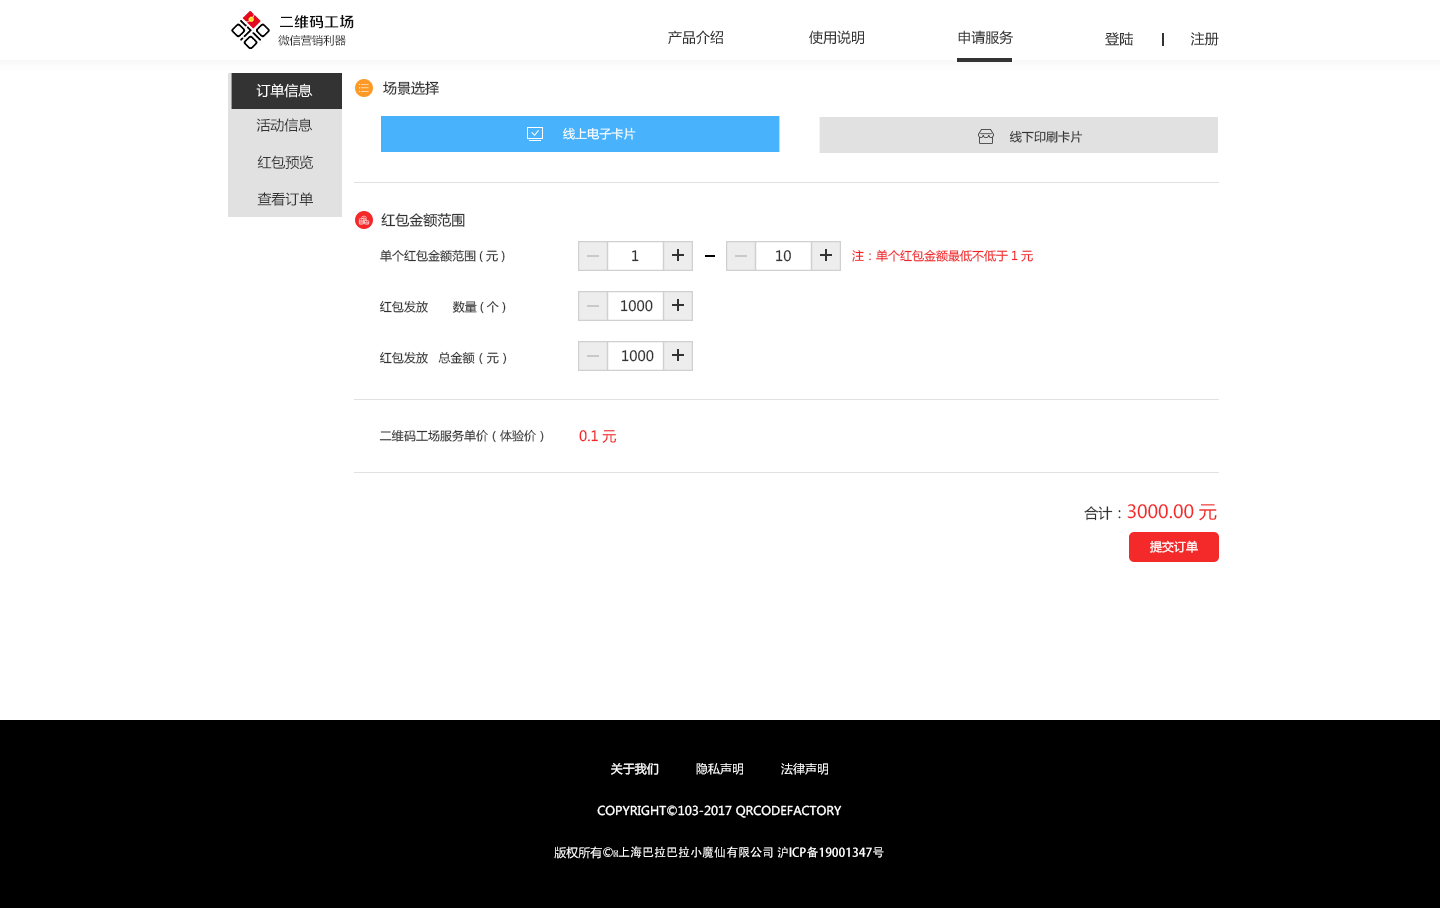 二维码工场
微信营销利器
产品介绍 使用说明 申请服务 登陆 | 注册
订单信息
活动信息
红包预览
查看订单
场景选择
线上电子卡片 线下印刷卡片
红包金额范围
单个红包金额范围 ( 元 ) 1 10 注：单个红包金额最低不低于 1 元
红包发放 数量 ( 个 ) 1000
红包发放 总金额 ( 元 ) 1000
二维码工场服务单价 ( 体验价 ) 0.1 元
合计：3000.00 元
提交订单
关于我们 隐私声明 法律声明
COPYRIGHT©103-2017 QRCODEFACTORY
版权所有©上海巴拉巴拉小魔仙有限公司 沪ICP备19001347号